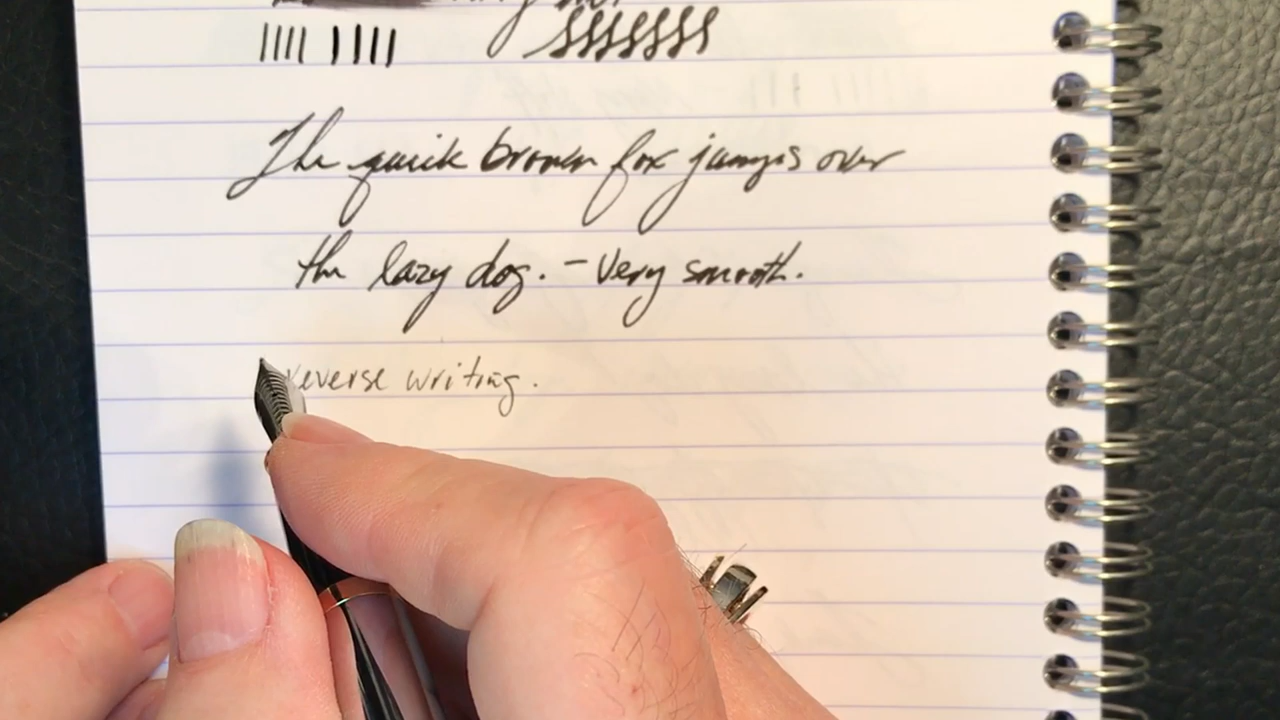 The quick brown fox jumps over
the lazy dog. - Very smooth.
reverse writing.